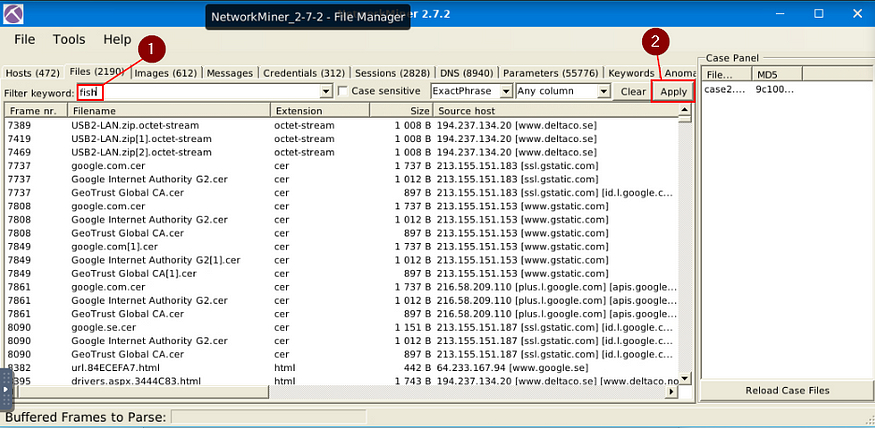 NetworkMiner 2.7.2
NetworkMiner_2-7-2 - File Manager
File Tools Help
1
2
Hosts (472) Files (2190) Images (612) Messages Credentials (312) Sessions (2828) DNS (8940) Parameters (55776) Keywords Anoma
Filter keyword: fish Case sensitive ExactPhrase Any column Clear Apply
Frame nr. Filename Extension Size Source host
7389 USB2-LAN.zip.octet-stream octet-stream 1 008 B 194.237.134.20 [www.deltaco.se]
7419 USB2-LAN.zip[1].octet-stream octet-stream 1 008 B 194.237.134.20 [www.deltaco.se]
7469 USB2-LAN.zip[2].octet-stream octet-stream 1 008 B 194.237.134.20 [www.deltaco.se]
7737 google.com.cer cer 1 737 B 213.155.151.183 [ssl.gstatic.com]
7737 Google Internet Authority G2.cer cer 1 012 B 213.155.151.183 [ssl.gstatic.com]
7737 GeoTrust Global CA.cer cer 897 B 213.155.151.183 [ssl.gstatic.com] [id.l.google.c...
7808 google.com.cer cer 1 737 B 213.155.151.153 [www.gstatic.com]
7808 Google Internet Authority G2.cer cer 1 012 B 213.155.151.153 [www.gstatic.com]
7808 GeoTrust Global CA.cer cer 897 B 213.155.151.153 [www.gstatic.com]
7849 google.com[1].cer cer 1 737 B 213.155.151.153 [www.gstatic.com]
7849 Google Internet Authority G2[1].cer cer 1 012 B 213.155.151.153 [www.gstatic.com]
7849 GeoTrust Global CA[1].cer cer 897 B 213.155.151.153 [www.gstatic.com]
7861 google.com.cer cer 1 737 B 216.58.209.110 [plus.l.google.com] [apis.google...
7861 Google Internet Authority G2.cer cer 1 012 B 216.58.209.110 [plus.l.google.com] [apis.google...
7861 GeoTrust Global CA.cer cer 897 B 216.58.209.110 [plus.l.google.com] [apis.google...
8090 google.se.cer cer 1 151 B 213.155.151.187 [ssl.gstatic.com] [id.l.google.c...
8090 Google Internet Authority G2.cer cer 1 012 B 213.155.151.187 [ssl.gstatic.com] [id.l.google.c...
8090 GeoTrust Global CA.cer cer 897 B 213.155.151.187 [ssl.gstatic.com] [id.l.google.c...
8382 url.84ECEFA7.html html 442 B 64.233.167.94 [www.google.se]
395 drivers.aspx.3444C83.html html 1 743 B 194.237.134.20 [www.deltaco.se] [www.deltaco.no
Case Panel
File... MD5
case2.... 9c100...
Reload Case Files
Buffered Frames to Parse: